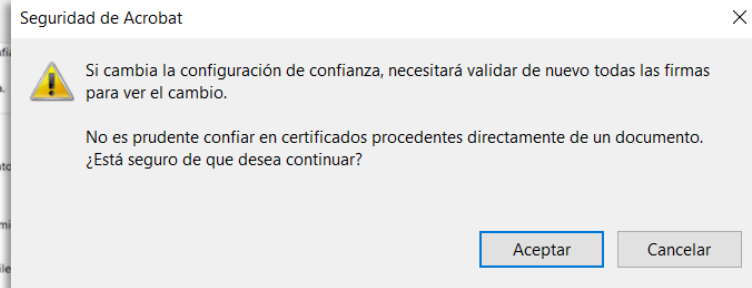 Seguridad de Acrobat
Si cambia la configuración de confianza, necesitará validar de nuevo todas las firmas
para ver el cambio.
No es prudente confiar en certificados procedentes directamente de un documento.
¿Está seguro de que desea continuar?
Aceptar
Cancelar